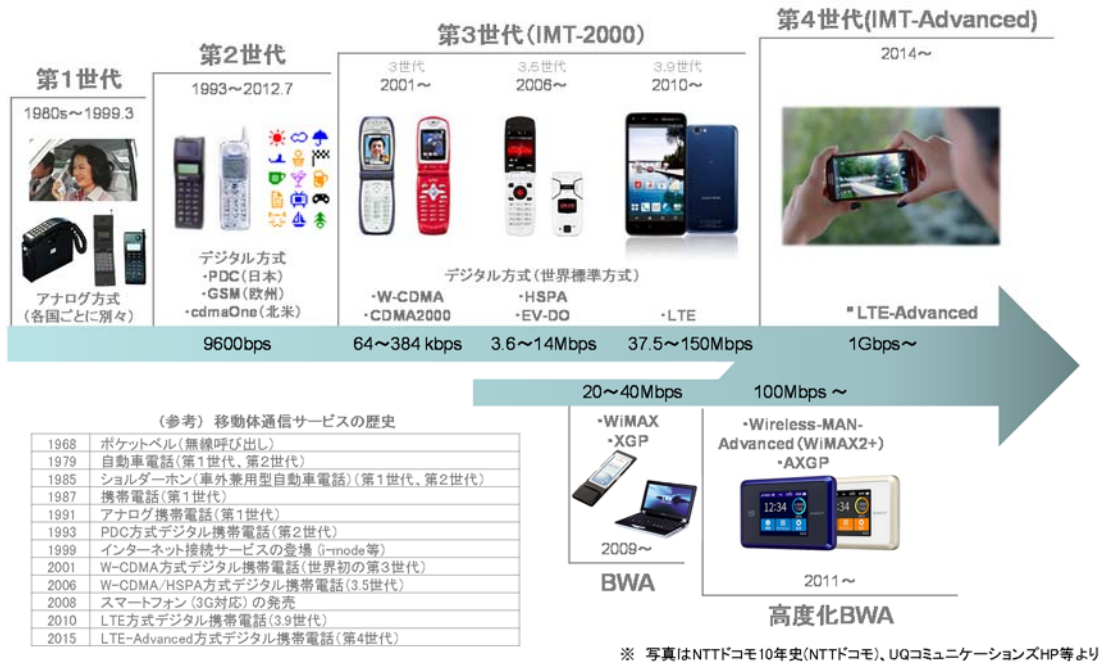 第1世代
1980s～1999.3
アナログ方式
（各国ごとに別々）
第2世代
1993～2012.7
デジタル方式
・PDC（日本）
・GSM（欧州）
・cdmaOne（北米）
第3世代（IMT-2000）
3世代
2001～
3.5世代
2006～
3.9世代
2010～
デジタル方式（世界標準方式）
・W-CDMA
・CDMA2000
・HSPA
・EV-DO
・LTE
第4世代(IMT-Advanced)
2014～
・LTE-Advanced
9600bps
64～384 kbps
3.6～14Mbps
37.5～150Mbps
1Gbps～
20～40Mbps
100Mbps ～
・WiMAX
・XGP
2009～
BWA
・Wireless-MAN-
Advanced（WiMAX2+）
・AXGP
12:34
:34
2011～
高度化BWA
（参考） 移動体通信サービスの歴史
1968 ポケットベル（無線呼び出し）
1979 自動車電話（第1世代、第2世代）
1985 ショルダーホン（車外兼用型自動車電話）（第1世代、第2世代）
1987 携帯電話（第1世代）
1991 アナログ携帯電話（第1世代）
1993 PDC方式デジタル携帯電話（第2世代）
1999 インターネット接続サービスの登場 （i-mode等）
2001 W-CDMA方式デジタル携帯電話（世界初の第3世代）
2006 W-CDMA/HSPA方式デジタル携帯電話（3.5世代）
2008 スマートフォン （3G対応） の発売
2010 LTE方式デジタル携帯電話（3.9世代）
2015 LTE-Advanced方式デジタル携帯電話（第4世代）
※ 写真はNTTドコモ10年史（NTTドコモ）、UQコミュニケーションズHP等より